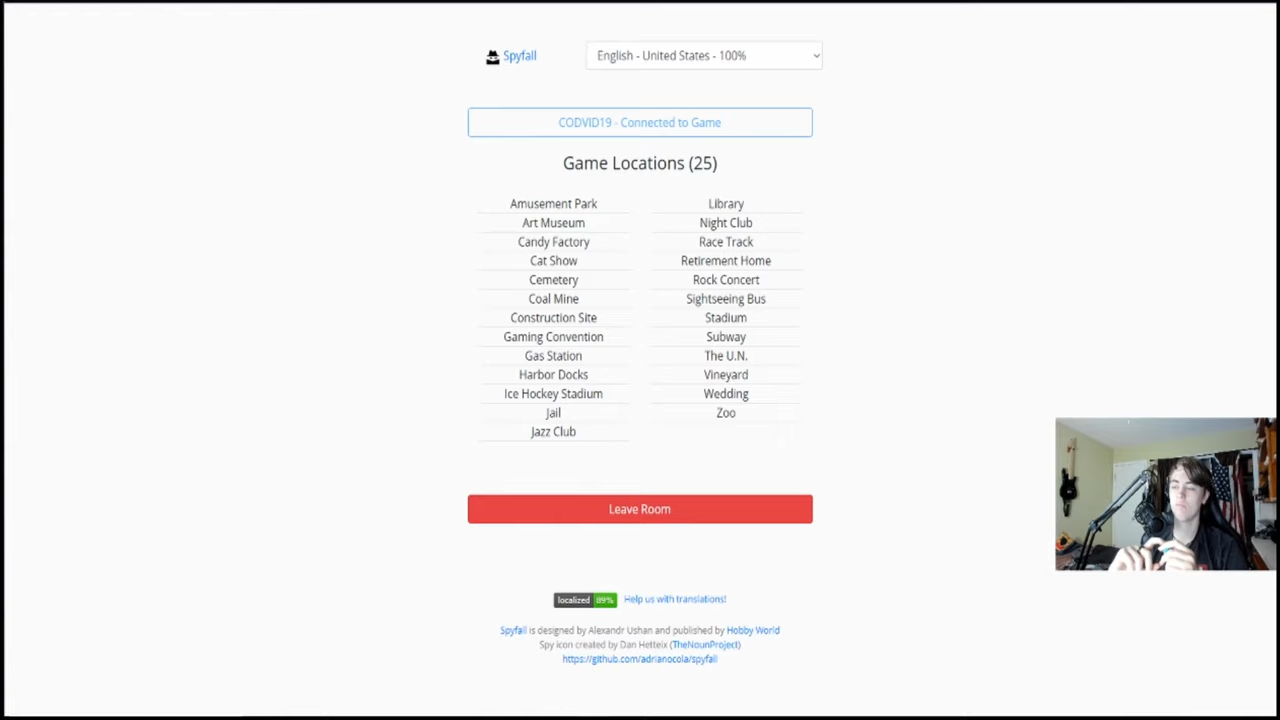 Spyfall
English - United States - 100%
CODVID19 - Connected to Game
Game Locations (25)
Amusement Park
Art Museum
Candy Factory
Cat Show
Cemetery
Coal Mine
Construction Site
Gaming Convention
Gas Station
Harbor Docks
Ice Hockey Stadium
Jail
Jazz Club
Library
Night Club
Race Track
Retirement Home
Rock Concert
Sightseeing Bus
Stadium
Subway
The U.N.
Vineyard
Wedding
Zoo
Leave Room
localized 89% Help us with translations!
Spyfall is designed by Alexandr Ushan and published by Hobby World
Spy icon created by Dan Hetteix (TheNounProject)
https://github.com/adrianocola/spyfall